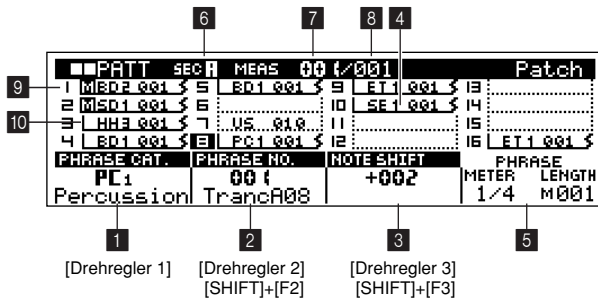 6 7 8 4
■■PATT SEC A MEAS 001/001 Patch
9
1 M BD2 001 5 BD1 001 9 ET1 001 13
2 M SD1 001 6 10 SE1 001 14
10
3 HH3 001 7 VS 010 11 15
4 BD1 001 8 PC1 001 12 16 ET1 001
PHRASE CAT. PHRASE NO. NOTE SHIFT PHRASE
PC1 001 +002 METER LENGTH
Percussion TrancA08 1/4 M001
1 2 3 5
[Drehregler 1] [Drehregler 2] [Drehregler 3]
[SHIFT]+[F2] [SHIFT]+[F3]